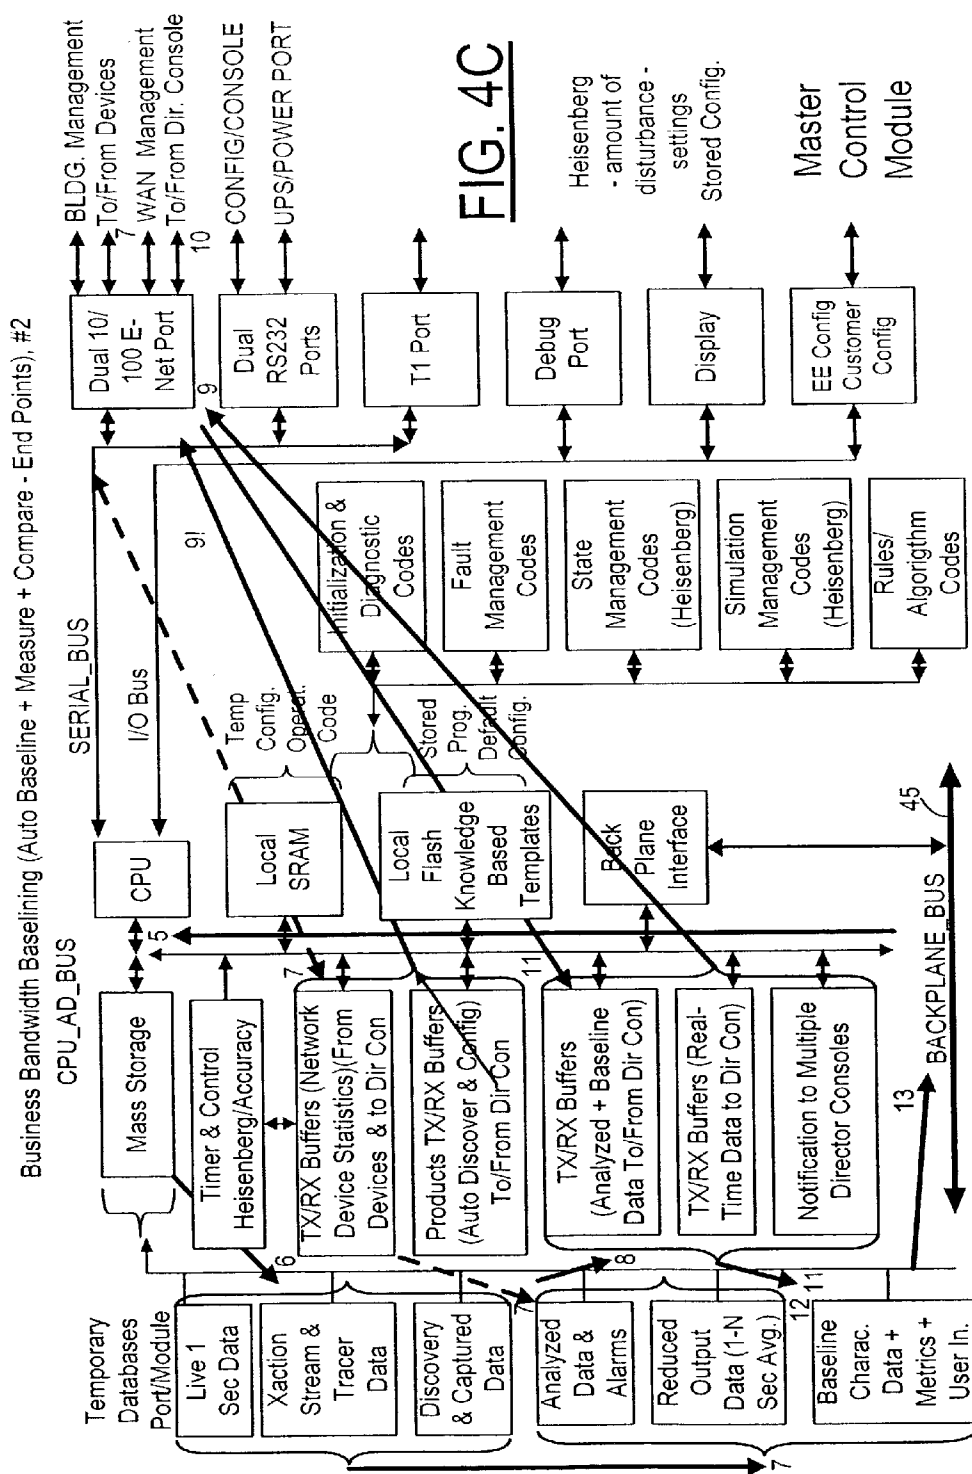 Business Bandwidth Baselining (Auto Baseline + Measure + Compare - End Points), #2
CPU_AD_BUS
SERIAL_BUS
I/O Bus
BLDG. Management
To/From Devices
7
WAN Management
To/From Dir. Console
10
CONFIG/CONSOLE
UPS/POWER PORT
Dual 10/
100 E-
Net Port
9
Dual
RS232
Ports
T1 Port
Debug
Port
Display
EE Config
Customer
Config
FIG. 4C
Heisenberg
- amount of
disturbance -
settings
Stored Config.
Master
Control
Module
9!
Initialization &
Diagnostic
Codes
Fault
Management
Codes
State
Management
Codes
(Heisenberg)
Simulation
Management
Codes
(Heisenberg)
Rules/
Algorigthm
Codes
Temp
Config.
Operat.
Code
Stored
Prog.
Default
Config.
CPU
Local
SRAM
Local
Flash
Knowledge
Based
Templates
Back
Plane
Interface
45
5
7
11
BACKPLANE_BUS
13
Mass Storage
Timer & Control
Heisenberg/Accuracy
TX/RX Buffers (Network
Device Statistics)(From
Devices & to Dir Con
Products TX/RX Buffers
(Auto Discover & Config)
To/From Dir Con
TX/RX Buffers
(Analyzed + Baseline
Data To/From Dir Con)
TX/RX Buffers (Real-
Time Data to Dir Con)
Notification to Multiple
Director Consoles
6
7
8
12
11
Temporary
Databases
Port/Module
Live 1
Sec Data
Xaction
Stream &
Tracer
Data
Discovery
& Captured
Data
Analyzed
Data &
Alarms
Reduced
Output
Data (1-N
Sec Avg.)
Baseline
Charac.
Data +
Metrics +
User In.
7